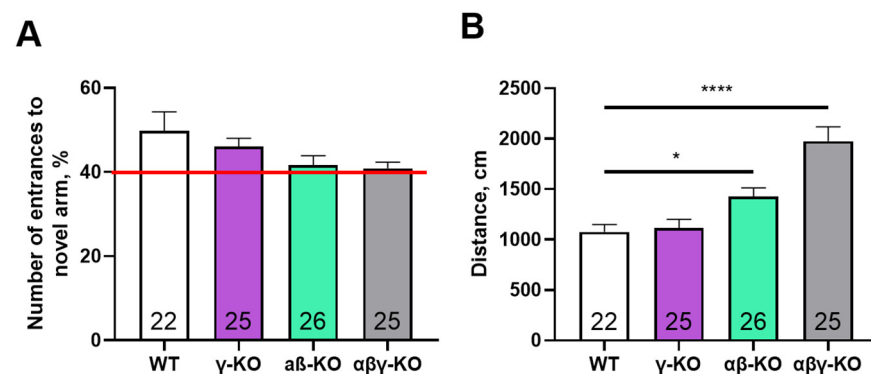 A
Number of entrances to
novel arm, %
60
40
20
0
22
25
26
25
WT
γ-KO
aß-KO
αβγ-KO
B
Distance, cm
2500
2000
1500
1000
500
0
****
*
22
25
26
25
WT
γ-KO
αβ-KO
αβγ-KO